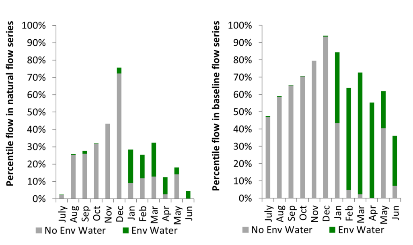 Percentile flow in natural flow series
100%
90%
80%
70%
60%
50%
40%
30%
20%
10%
0%
July
Aug
Sep
Oct
Nov
Dec
Jan
Feb
Mar
Apr
May
Jun
No Env Water
Env Water
Percentile flow in baseline flow series
100%
90%
80%
70%
60%
50%
40%
30%
20%
10%
0%
July
Aug
Sep
Oct
Nov
Dec
Jan
Feb
Mar
Apr
May
Jun
No Env Water
Env Water